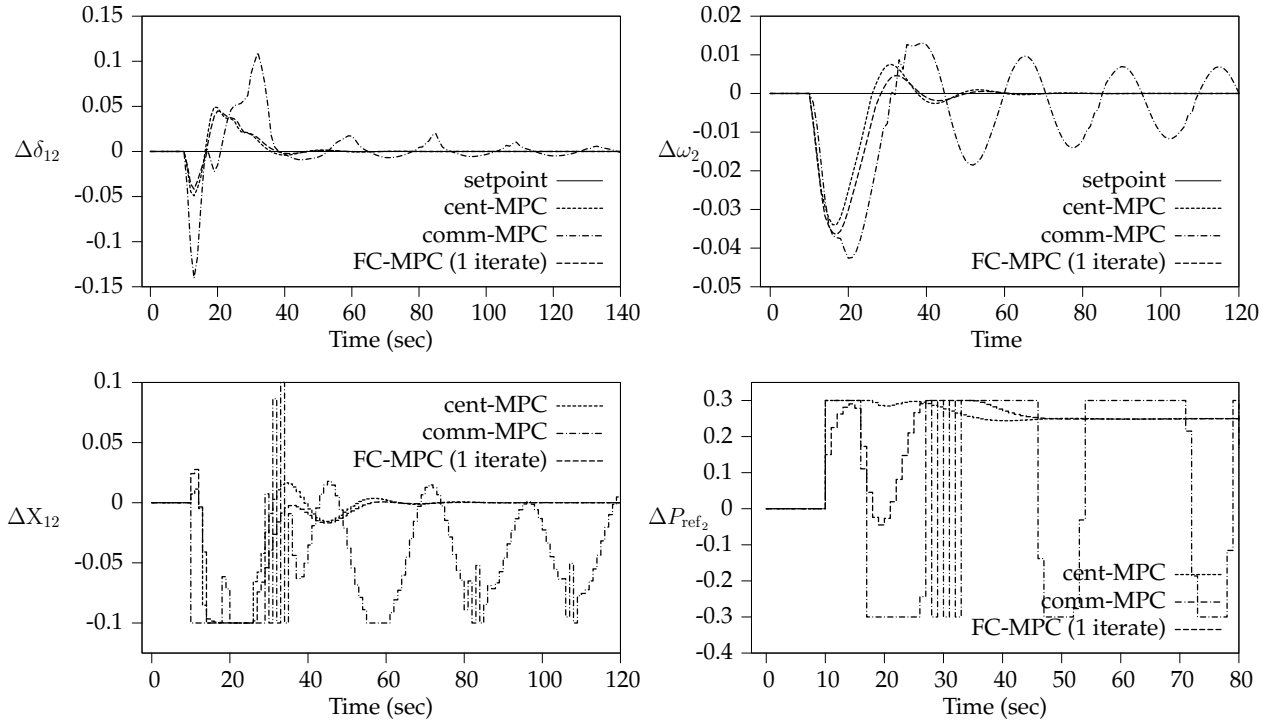 0.15
0.1
0.05
0
-0.05
-0.1
-0.15
Δδ12
setpoint
cent-MPC
comm-MPC
FC-MPC (1 iterate)
0 20 40 60 80 100 120 140
Time (sec)
0.02
0.01
0
-0.01
-0.02
-0.03
-0.04
-0.05
Δω2
setpoint
cent-MPC
comm-MPC
FC-MPC (1 iterate)
0 20 40 60 80 100 120
Time
0.1
0.05
0
-0.05
-0.1
ΔX12
cent-MPC
comm-MPC
FC-MPC (1 iterate)
0 20 40 60 80 100 120
Time (sec)
0.3
0.2
0.1
0
-0.1
-0.2
-0.3
-0.4
ΔPref2
cent-MPC
comm-MPC
FC-MPC (1 iterate)
0 10 20 30 40 50 60 70 80
Time (sec)